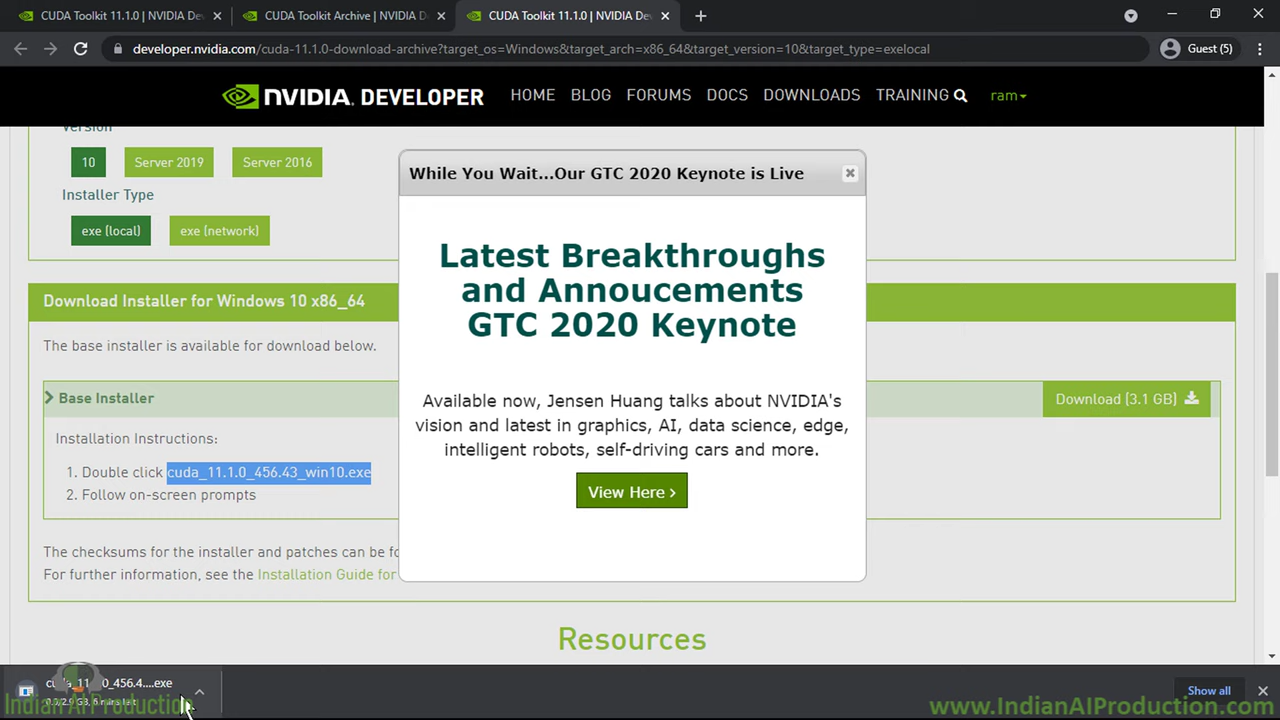 CUDA Toolkit 11.1.0 | NVIDIA D
CUDA Toolkit Archive | NVIDIA D
CUDA Toolkit 11.1.0 | NVIDIA De
developer.nvidia.com/cuda-11.1.0-download-archive?target_os=Windows&target_arch=x86_64&target_version=10&target_type=exelocal
Guest (5)
NVIDIA. DEVELOPER
HOME BLOG FORUMS DOCS DOWNLOADS TRAINING
ram
Version
10 Server 2019 Server 2016
Installer Type
exe (local) exe (network)
While You Wait...Our GTC 2020 Keynote is Live
Latest Breakthroughs
and Annoucements
GTC 2020 Keynote
Available now, Jensen Huang talks about NVIDIA's
vision and latest in graphics, AI, data science, edge,
intelligent robots, self-driving cars and more.
View Here >
Download Installer for Windows 10 x86_64
The base installer is available for download below.
Base Installer
Download (3.1 GB)
Installation Instructions:
1. Double click cuda_11.1.0_456.43_win10.exe
2. Follow on-screen prompts
The checksums for the installer and patches can be fo
For further information, see the Installation Guide for
Resources
Show all
Indian AI Production
www.IndianAIProduction.com